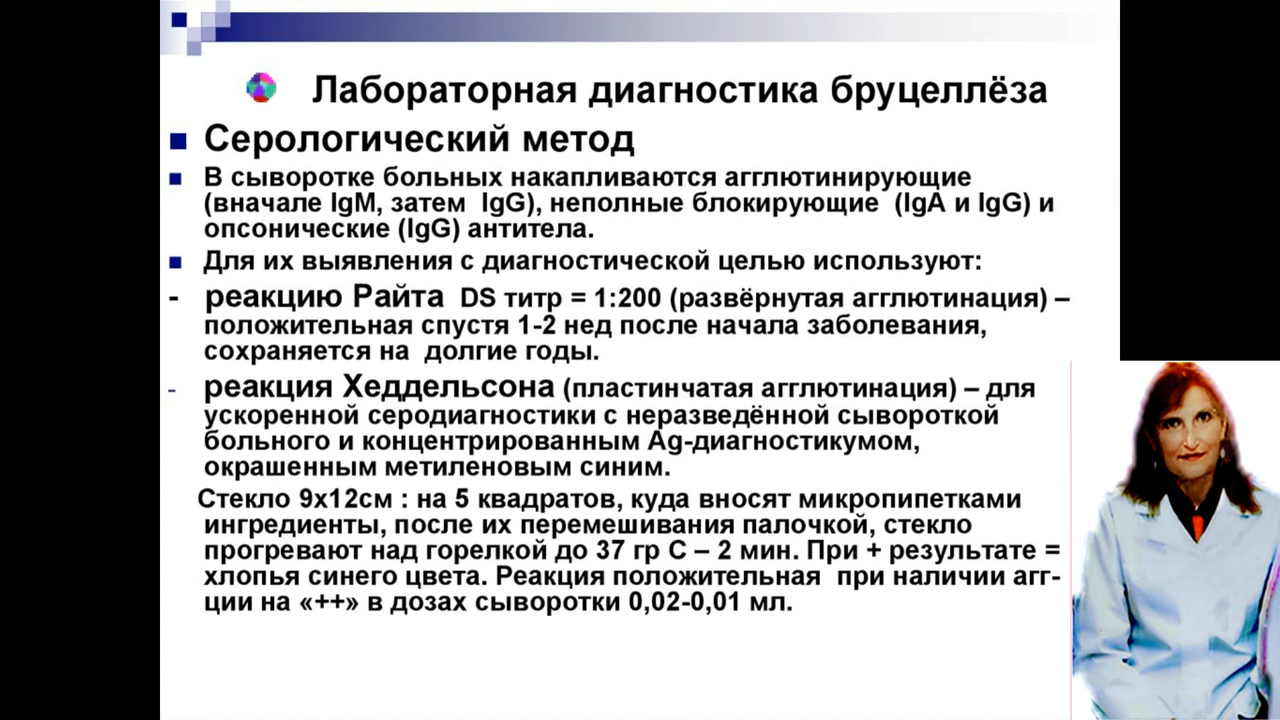 Лабораторная диагностика бруцеллёза
Серологический метод
В сыворотке больных накапливаются агглютинирующие
(вначале IgM, затем IgG), неполные блокирующие (IgA и IgG) и
опсонические (IgG) антитела.
Для их выявления с диагностической целью используют:
- реакцию Райта DS титр = 1:200 (развёрнутая агглютинация) –
положительная спустя 1-2 нед после начала заболевания,
сохраняется на долгие годы.
- реакция Хеддельсона (пластинчатая агглютинация) – для
ускоренной серодиагностики с неразведённой сывороткой
больного и концентрированным Ag-диагностикумом,
окрашенным метиленовым синим.
Стекло 9х12см : на 5 квадратов, куда вносят микропипетками
ингредиенты, после их перемешивания палочкой, стекло
прогревают над горелкой до 37 гр С – 2 мин. При + результате =
хлопья синего цвета. Реакция положительная при наличии агг-
ции на «++» в дозах сыворотки 0,02-0,01 мл.